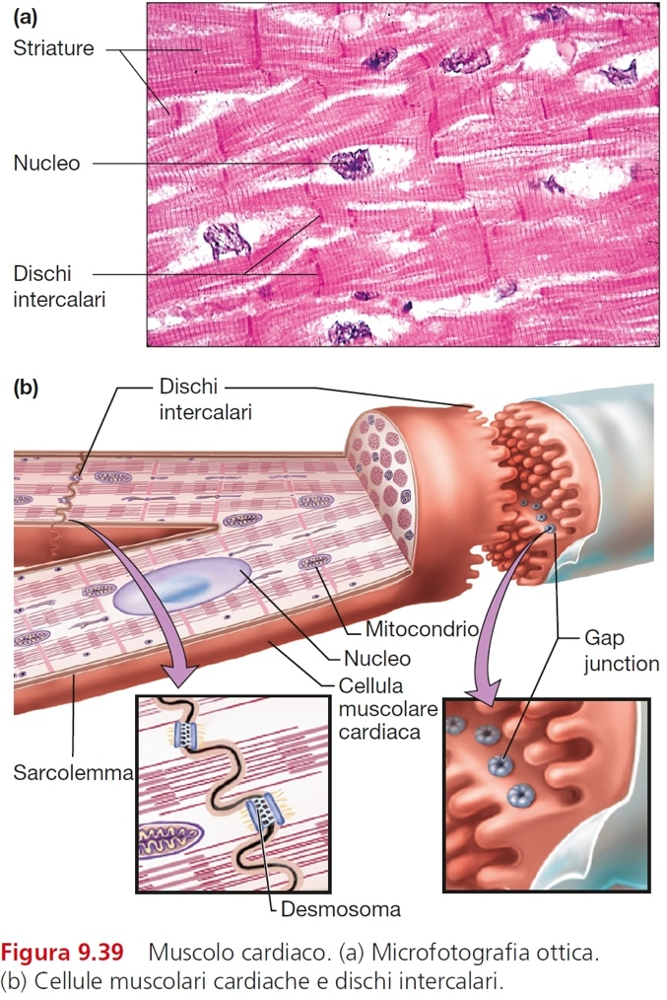 (a)
Striature
Nucleo
Dischi
intercalari
(b)
Dischi
intercalari
Mitocondrio
Nucleo
Cellula
muscolare
cardiaca
Gap
junction
Sarcolemma
Desmosoma
Figura 9.39 Muscolo cardiaco. (a) Microfotografia ottica.
(b) Cellule muscolari cardiache e dischi intercalari.